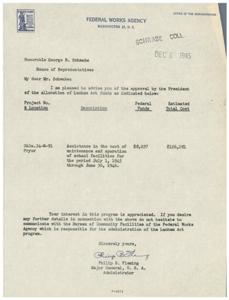 OFFICE OF THE ADMINISTRATOR
FEDERAL WORKS AGENCY
WASHINGTON 25, D. C.
SCHWABE COLL.
DEC 1945
Honorable George B. Schwabe
House of Representatives
My dear Mr. Schwabe:
I am pleased to advise you of the approval by the President
of the allocation of Lanham Act funds as indicated below:
Project No. Federal Estimated
& Location Description Funds Total Cost
Okla. 34-M-91 Assistance in the cost of
Pryor maintenance and operation
of school facilities for
the period July 1, 1945
through June 30, 1946.
Your interest in this program is appreciated. If you desire
any further details in connection with the above do not hesitate to
communicate with the Bureau of Community Facilities of the Federal Works
Agency which is responsible for the administration of the Lanham Act
program.
Sincerely yours,
Philip B. Fleming
Major General, U. S. A.
Administrator